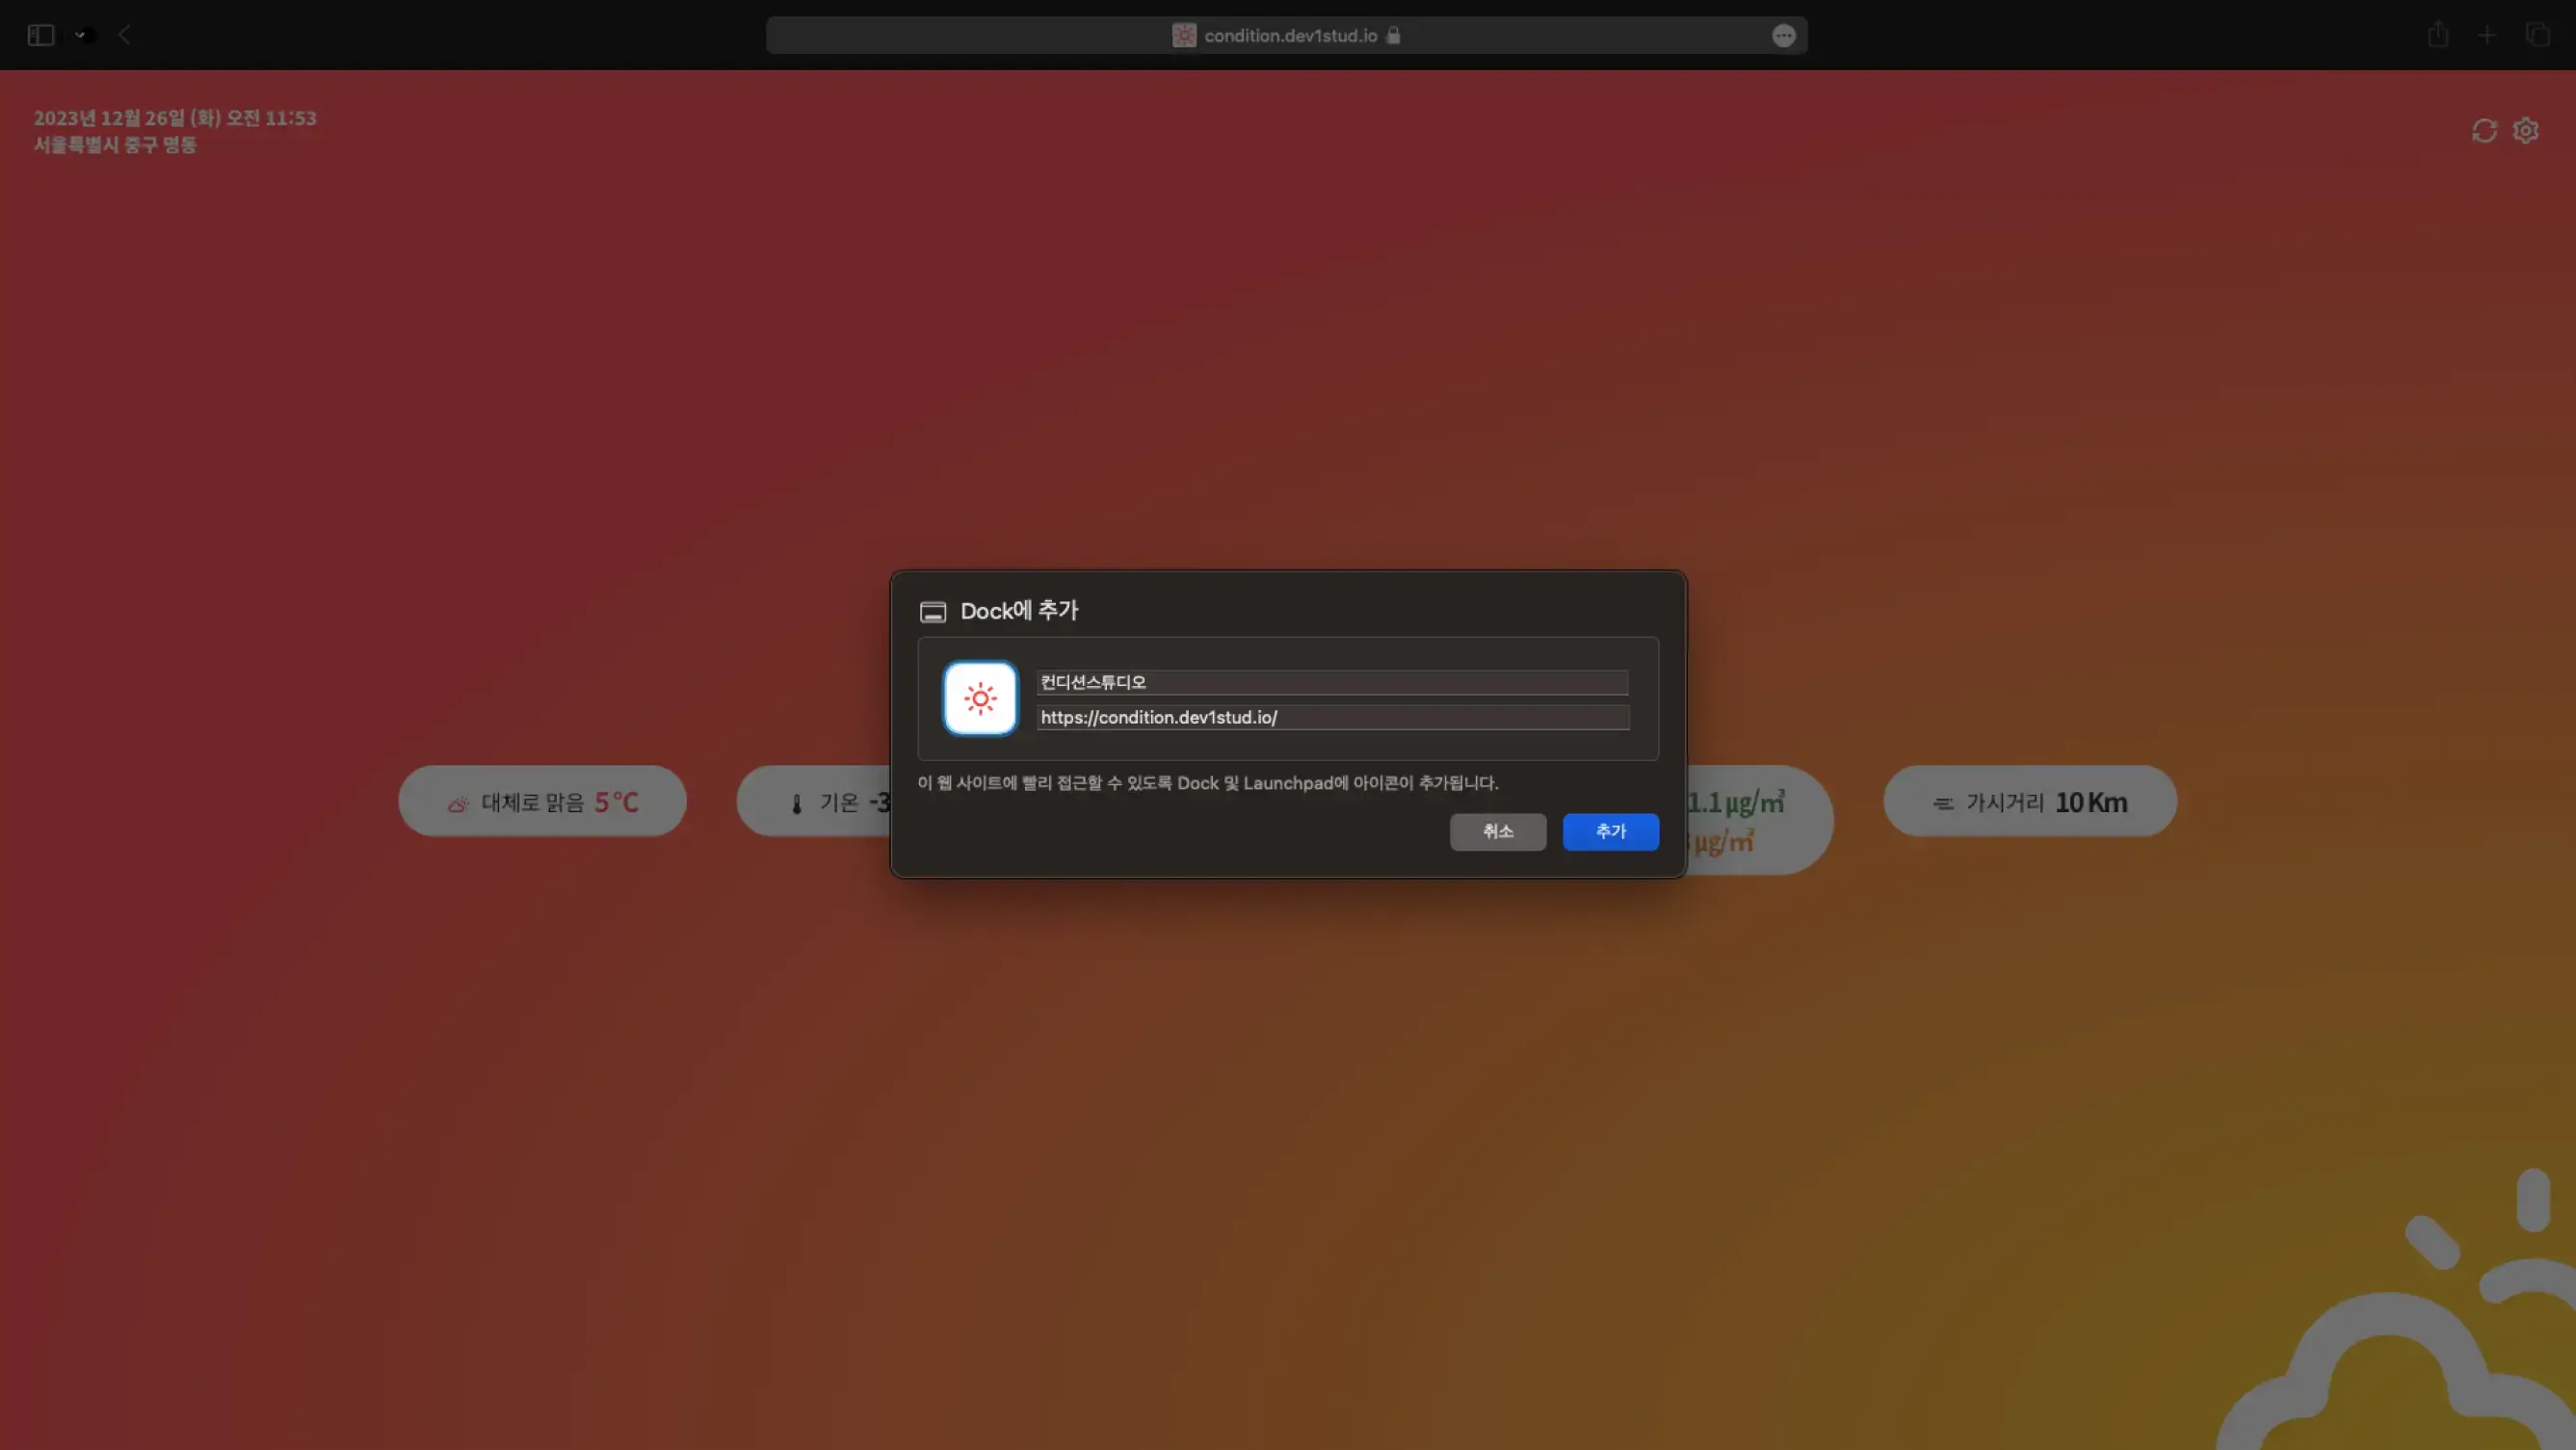 condition.dev1stud.io
2023년 12월 26일 (화) 오전 11:53
서울특별시 중구 명동
Dock에 추가
컨디션스튜디오
https://condition.dev1stud.io/
이 웹 사이트에 빨리 접근할 수 있도록 Dock 및 Launchpad에 아이콘이 추가됩니다.
취소
추가
대체로 맑음 5℃
기온 -3
1.1 ㎍/㎥
㎍/㎥
가시거리 10 Km